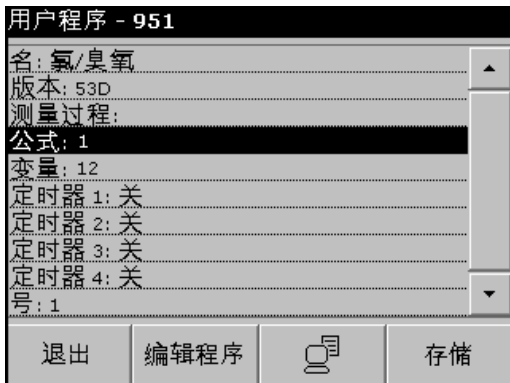 用户程序 - 951
名: 氯/臭氧
版本: 53D
测量过程:
公式: 1
变量: 12
定时器 1: 关
定时器 2: 关
定时器 3: 关
定时器 4: 关
号: 1
退出 编辑程序 存储